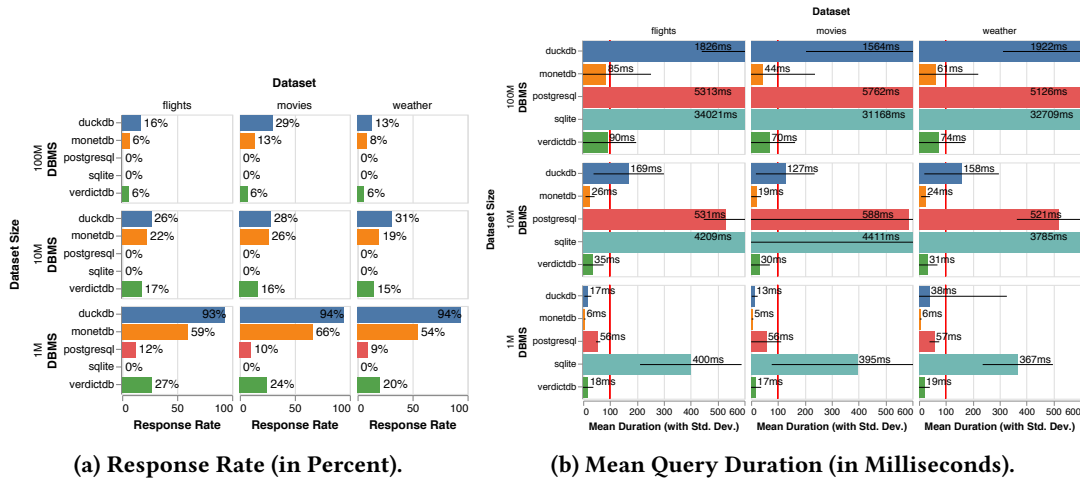 Dataset
flights movies weather
100M
DBMS
duckdb 16% 29% 13%
monetdb 6% 13% 8%
postgresql 0% 0% 0%
sqlite 0% 0% 0%
verdictdb 6% 6% 6%
Dataset Size
10M
DBMS
duckdb 26% 28% 31%
monetdb 22% 26% 19%
postgresql 0% 0% 0%
sqlite 0% 0% 0%
verdictdb 17% 16% 15%
1M
DBMS
duckdb 93% 94% 94%
monetdb 59% 66% 54%
postgresql 12% 10% 9%
sqlite 0% 0% 0%
verdictdb 27% 24% 20%
0 50 100 0 50 100 0 50 100
Response Rate Response Rate Response Rate
(a) Response Rate (in Percent).
Dataset
flights movies weather
100M
DBMS
duckdb 1826ms 1564ms 1922ms
monetdb 85ms 44ms 61ms
postgresql 5313ms 5762ms 5126ms
sqlite 34021ms 31168ms 32709ms
verdictdb 90ms 70ms 74ms
Dataset Size
10M
DBMS
duckdb 169ms 127ms 158ms
monetdb 26ms 19ms 24ms
postgresql 531ms 588ms 521ms
sqlite 4209ms 4411ms 3785ms
verdictdb 35ms 30ms 31ms
1M
DBMS
duckdb 17ms 13ms 38ms
monetdb 6ms 5ms 6ms
postgresql 56ms 56ms 57ms
sqlite 400ms 395ms 367ms
verdictdb 18ms 17ms 19ms
0 100 200 300 400 500 600 0 100 200 300 400 500 600 0 100 200 300 400 500 600
Mean Duration (with Std. Dev.) Mean Duration (with Std. Dev.) Mean Duration (with Std. Dev.)
(b) Mean Query Duration (in Milliseconds).